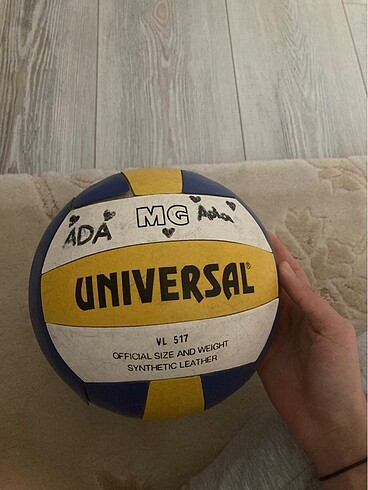 MG
ADA
Ada
UNIVERSAL®
VL 517
OFFICIAL SIZE AND WEIGHT
SYNTHETIC LEATHER